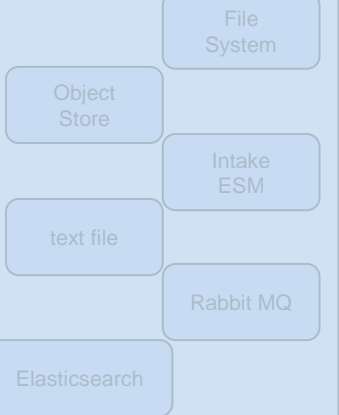 File
System
Object
Store
Intake
ESM
text file
Rabbit MQ
Elasticsearch